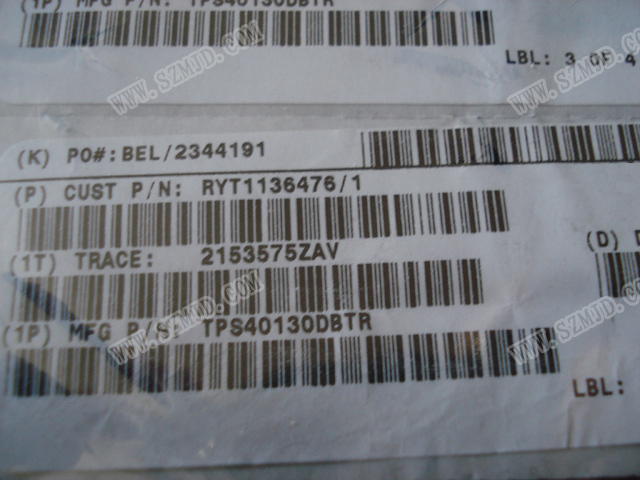 (1P) MFG P/N: TPS40130DBTR
LBL: 3 OF 4
(K) PO#:BEL/2344191
(P) CUST P/N: RYT1136476/1
(1T) TRACE: 2153575ZAV
(D) D
(1P) MFG P/N: TPS40130DBTR
LBL:
WWW.SZMJD.COM
WWW.SZMJD.COM
WWW.SZMJD.COM
WWW.SZMJD.COM